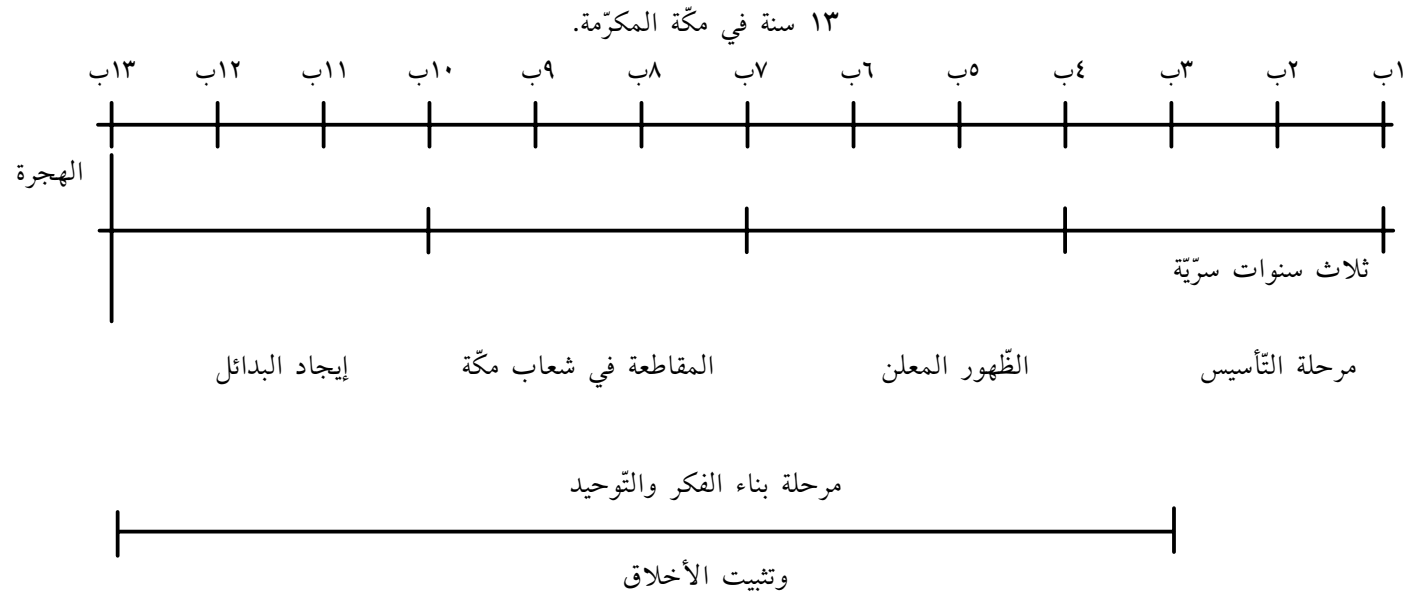 ١٣ سنة في مكّة المكرّمة.
١ب ٢ب ٣ب ٤ب ٥ب ٦ب ٧ب ٨ب ٩ب ١٠ب ١١ب ١٢ب ١٣ب
الهجرة
ثلاث سنوات سرّيّة
مرحلة التّأسيس الظّهور المعلن المقاطعة في شعاب مكّة إيجاد البدائل
مرحلة بناء الفكر والتّوحيد
وتثبيت الأخلاق